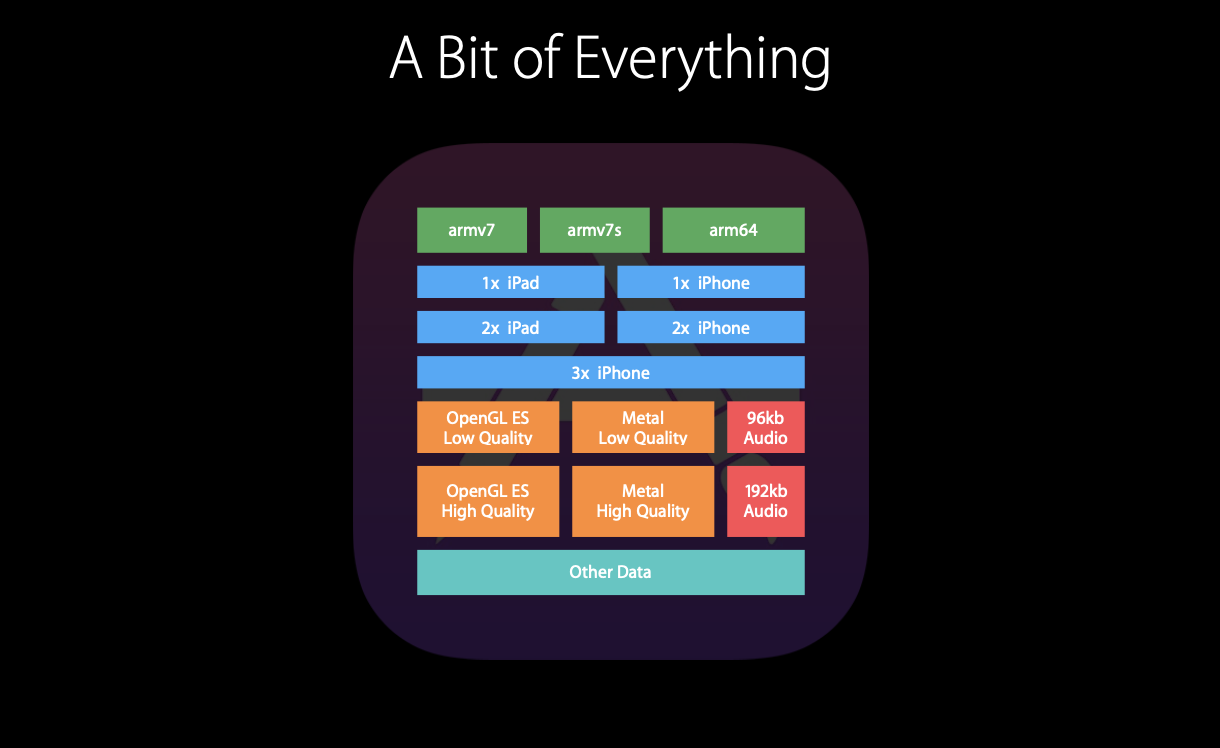 A Bit of Everything
armv7
armv7s
arm64
1x iPad
1x iPhone
2x iPad
2x iPhone
3x iPhone
OpenGL ES
Low Quality
Metal
Low Quality
96kb
Audio
OpenGL ES
High Quality
Metal
High Quality
192kb
Audio
Other Data